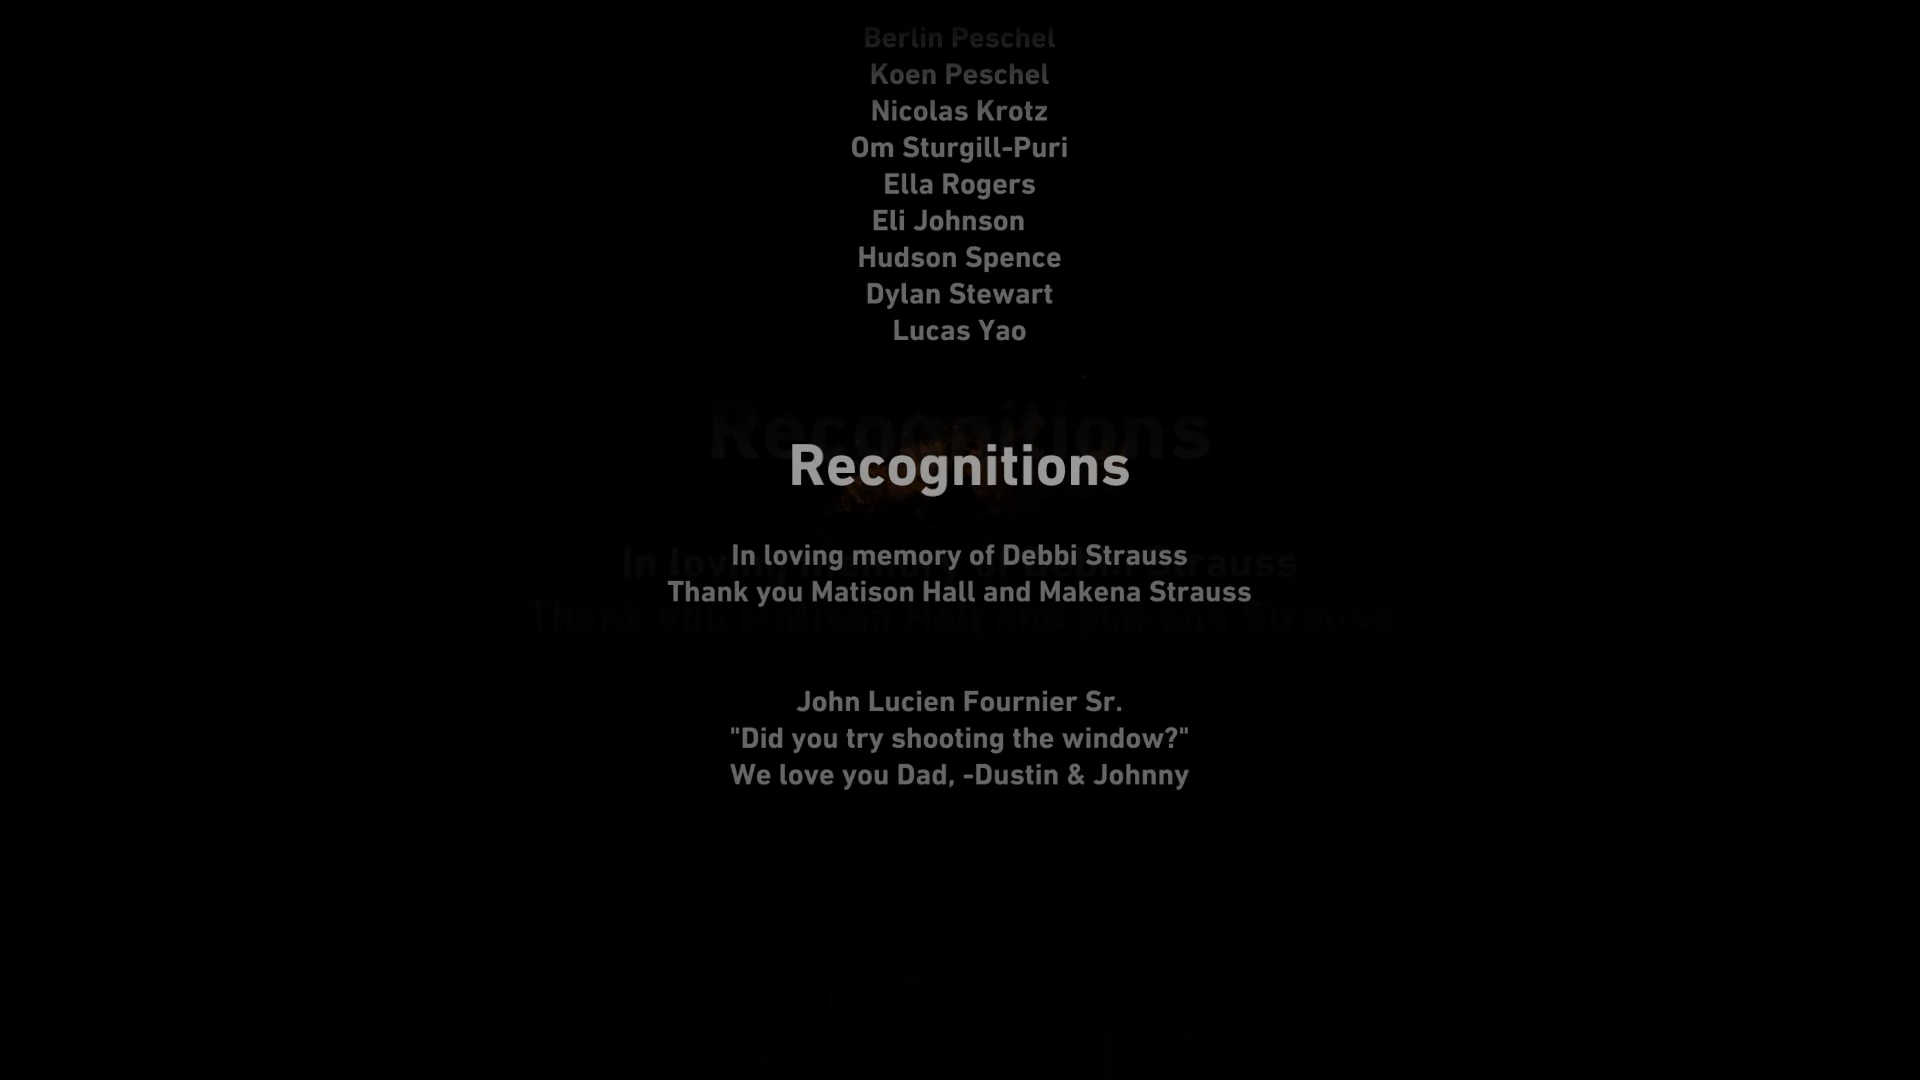 Berlin Peschel
Koen Peschel
Nicolas Krotz
Om Sturgill-Puri
Ella Rogers
Eli Johnson
Hudson Spence
Dylan Stewart
Lucas Yao
Recognitions
In loving memory of Debbi Strauss
Thank you Matison Hall and Makena Strauss
John Lucien Fournier Sr.
"Did you try shooting the window?"
We love you Dad, -Dustin & Johnny